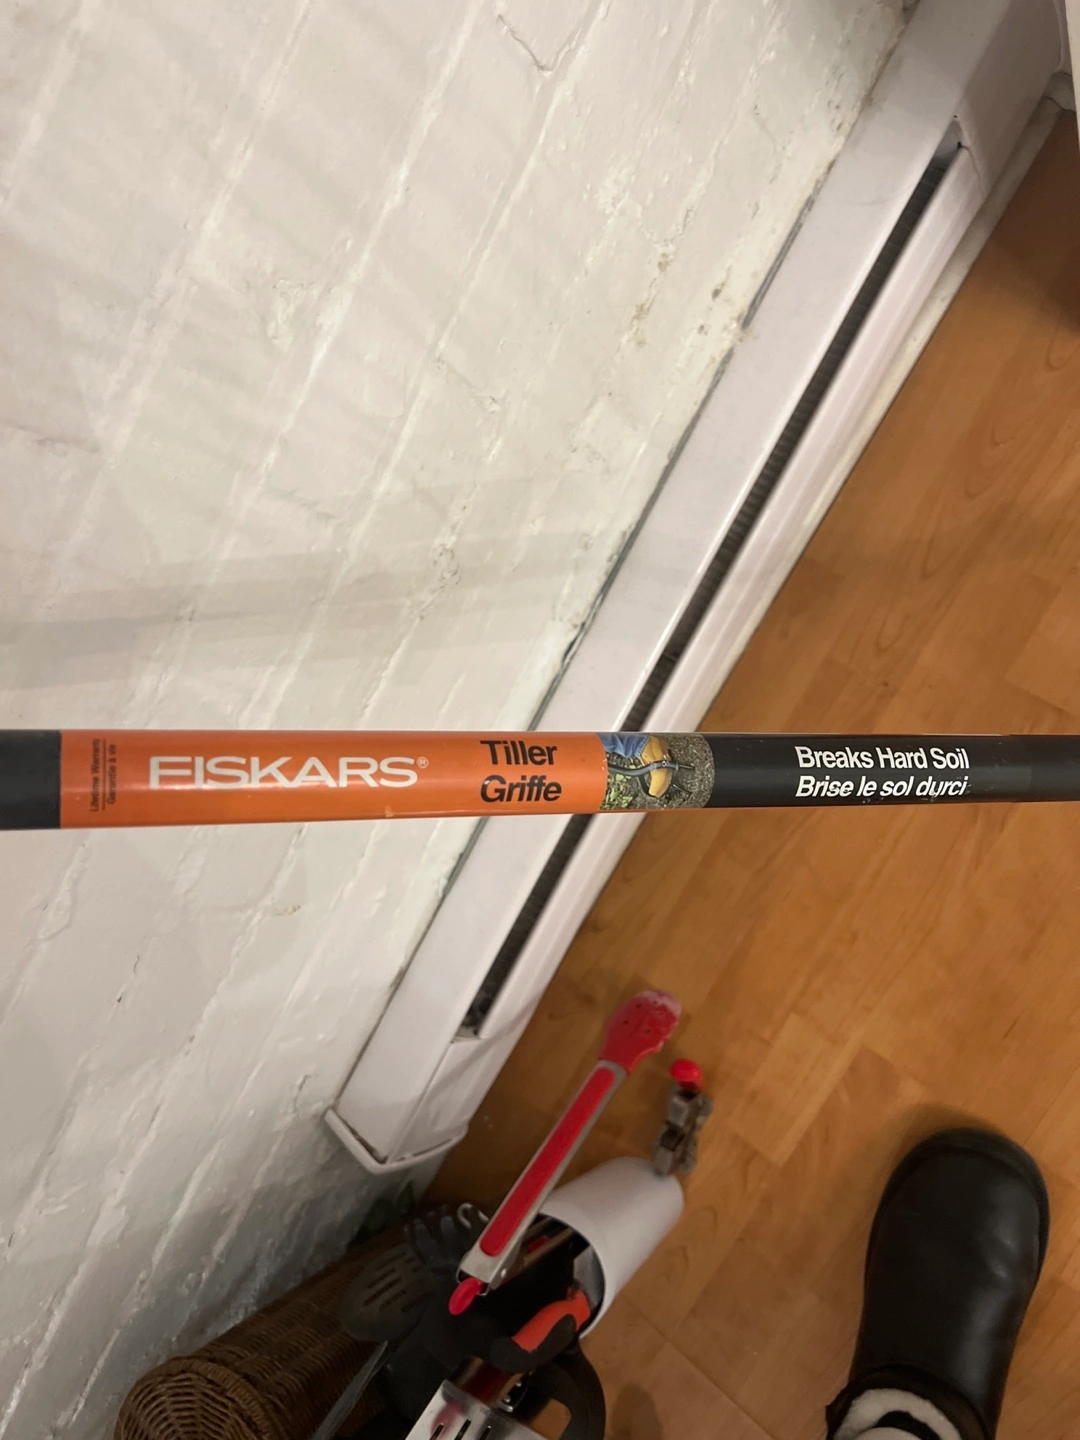 Lifetime Warranty
Garantie à vie
FISKARS®
Tiller
Griffe
Breaks Hard Soil
Brise le sol durci